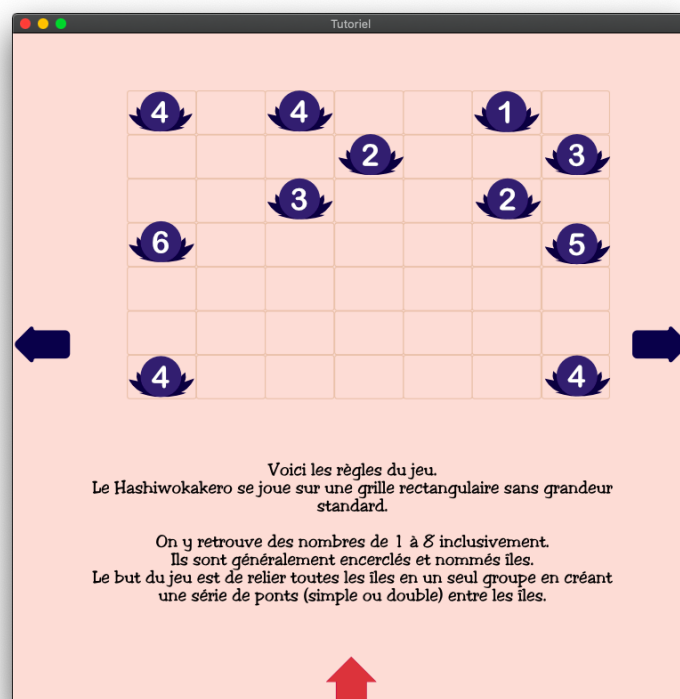 Tutoriel
4 4 1
2 3
3 2
6 5
4 4
Voici les règles du jeu.
Le Hashiwokakero se joue sur une grille rectangulaire sans grandeur
standard.
On y retrouve des nombres de 1 à 8 inclusivement.
Ils sont généralement encerclés et nommés îles.
Le but du jeu est de relier toutes les îles en un seul groupe en créant
une série de ponts (simple ou double) entre les îles.